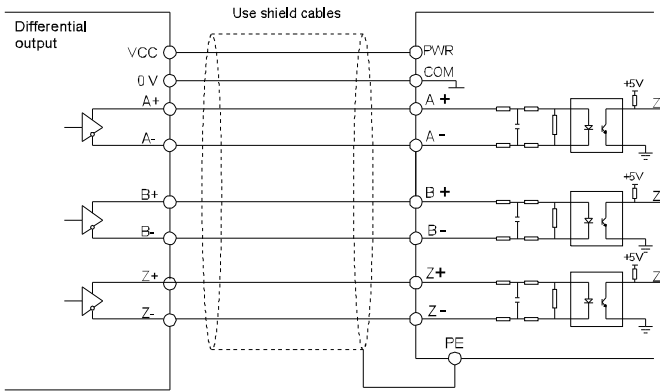 Use shield cables
Differential
output
VCC
PWR
0 V
COM
+5V
A+
A+
Z
A-
A-
+5V
B+
B+
Z
B-
B-
+5V
Z+
Z+
Z
Z-
Z-
PE